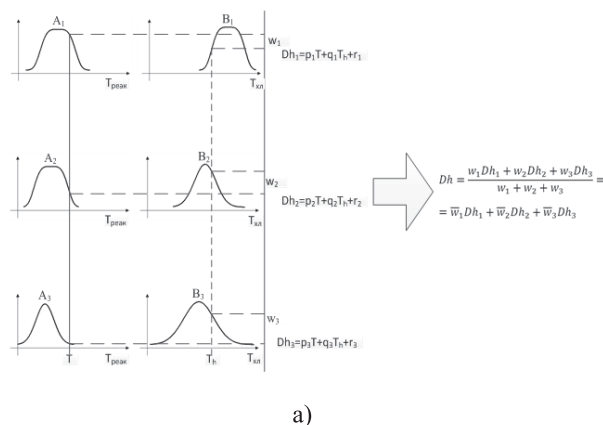 A₁ B₁
w₁
Dh₁=p₁T+q₁Tₕ+r₁
Tреак Tхл
A₂ B₂
w₂
Dh₂=p₂T+q₂Tₕ+r₂
Tреак Tхл
Dh = (w₁Dh₁ + w₂Dh₂ + w₃Dh₃) / (w₁ + w₂ + w₃) =
= w̅₁Dh₁ + w̅₂Dh₂ + w̅₃Dh₃
A₃ B₃
w₃
Dh₃=p₃T+q₃Tₕ+r₃
T Tреак Tₕ Tхл
а)